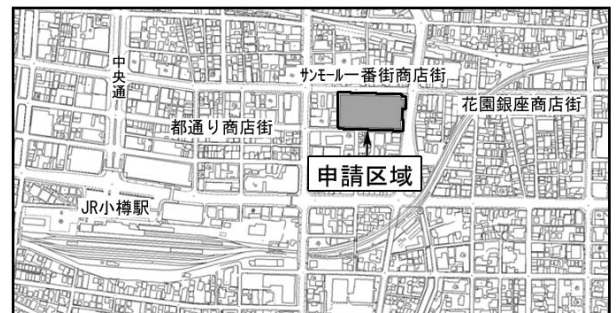 中央通
サンモール一番街商店街
花園銀座商店街
都通り商店街
申請区域
JR小樽駅